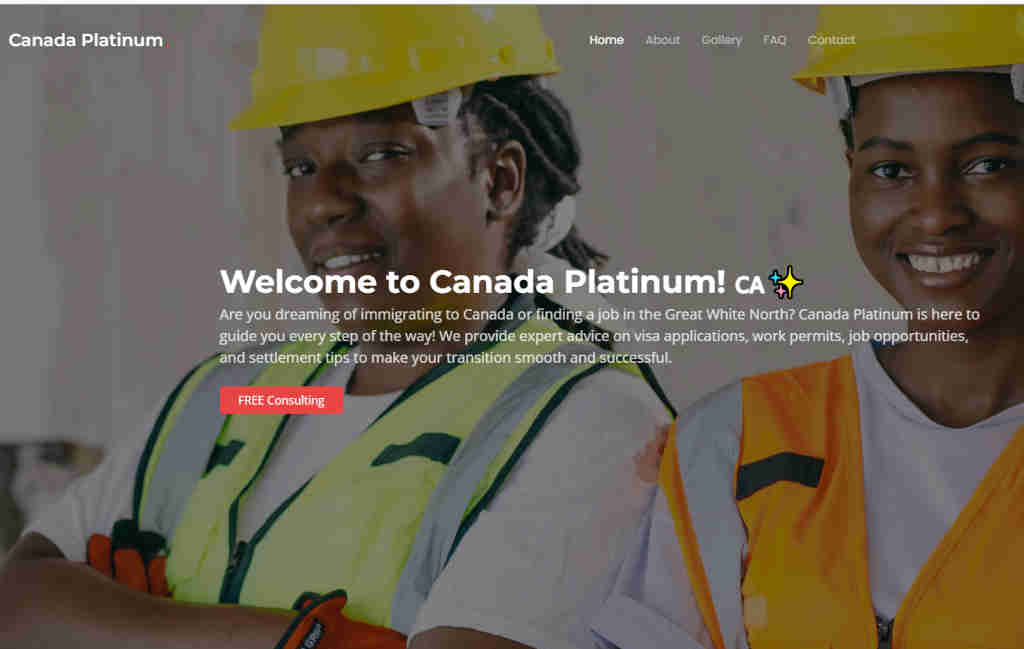 Canada Platinum
Home About Gallery FAQ Contact
Welcome to Canada Platinum! CA✨
Are you dreaming of immigrating to Canada or finding a job in the Great White North? Canada Platinum is here to
guide you every step of the way! We provide expert advice on visa applications, work permits, job opportunities,
and settlement tips to make your transition smooth and successful.
FREE Consulting